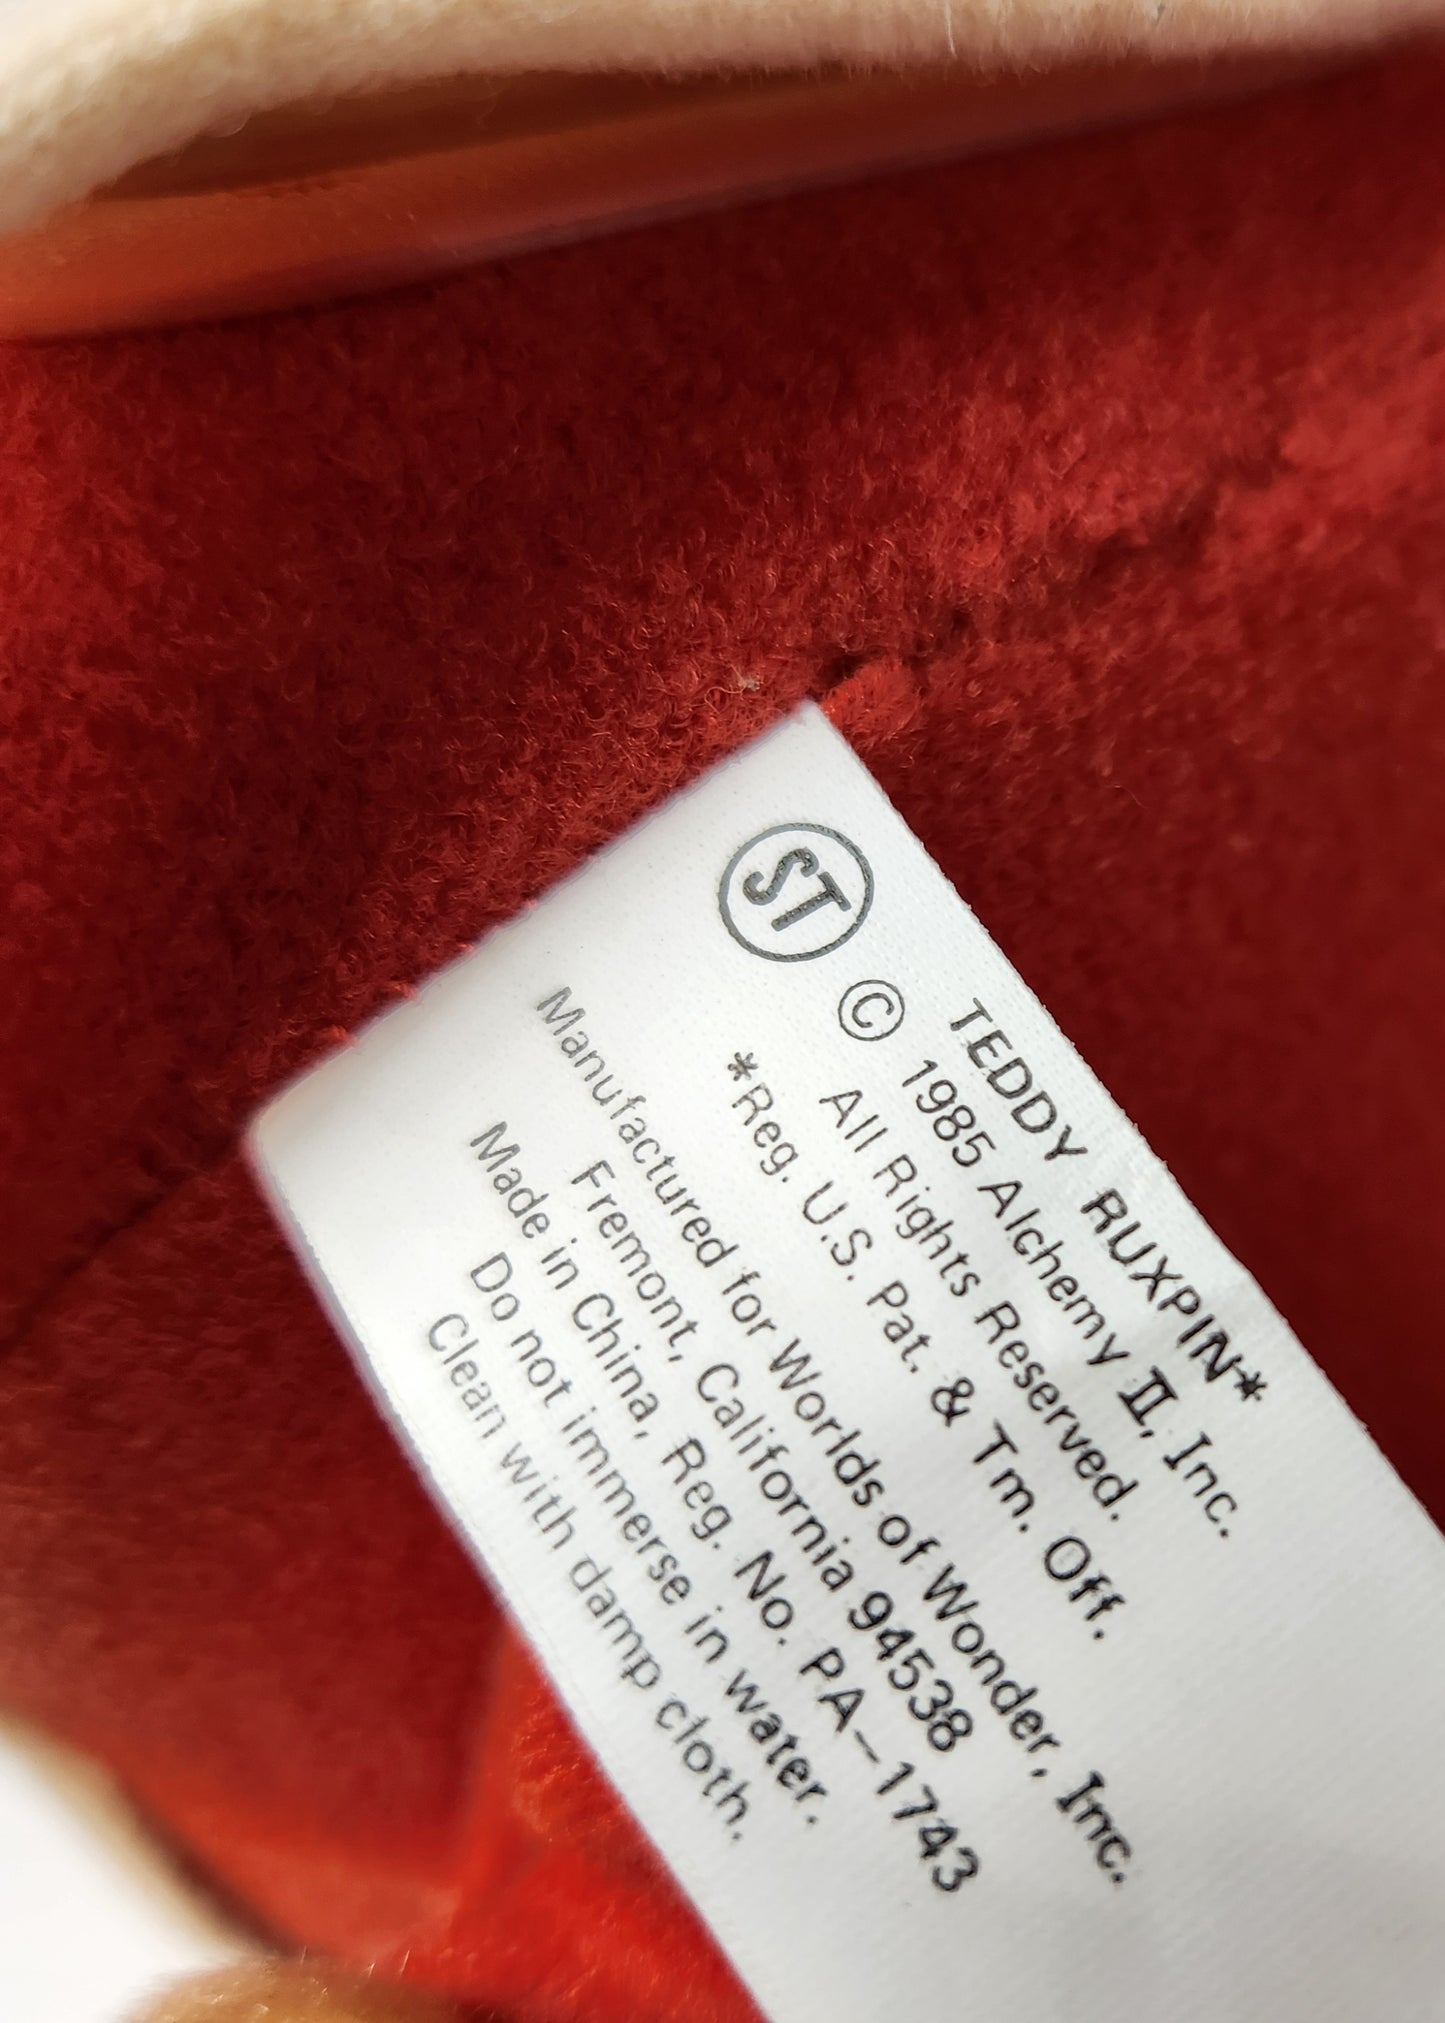 ST
TEDDY RUXPIN*
© 1985 Alchemy II, Inc.
All Rights Reserved.
*Reg. U.S. Pat. & Tm. Off.
Manufactured for Worlds of Wonder, Inc.
Fremont, California 94538
Made in China, Reg. No. PA-1743
Do not immerse in water.
Clean with damp cloth.